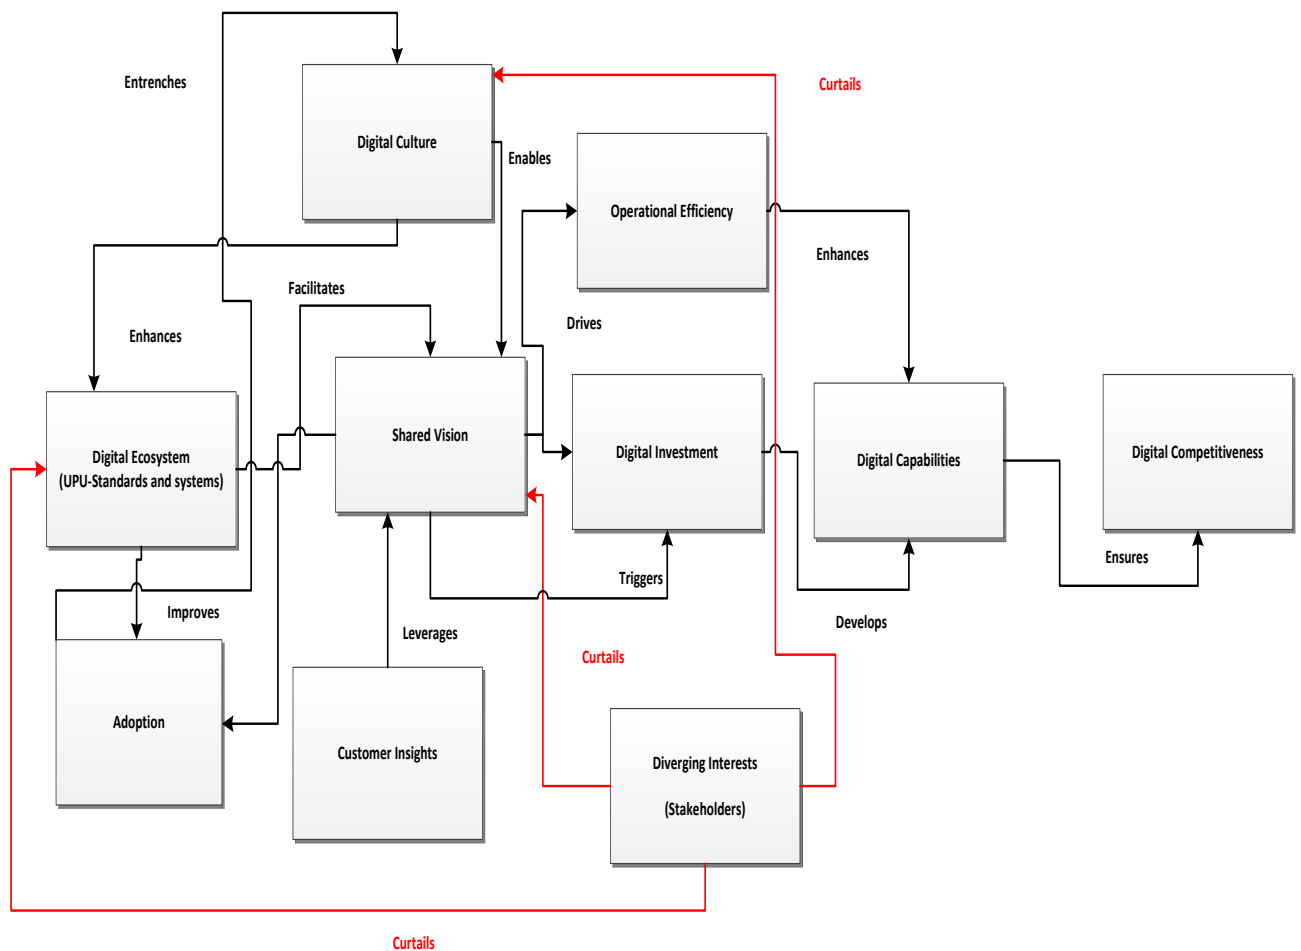 Entrenches
Curtails
Digital Culture
Enables
Operational Efficiency
Enhances
Facilitates
Drives
Enhances
Shared Vision
Digital Investment
Digital Capabilities
Digital Competitiveness
Digital Ecosystem
(UPU-Standards and systems)
Triggers
Ensures
Improves
Leverages
Develops
Curtails
Adoption
Customer Insights
Diverging Interests
(Stakeholders)
Curtails